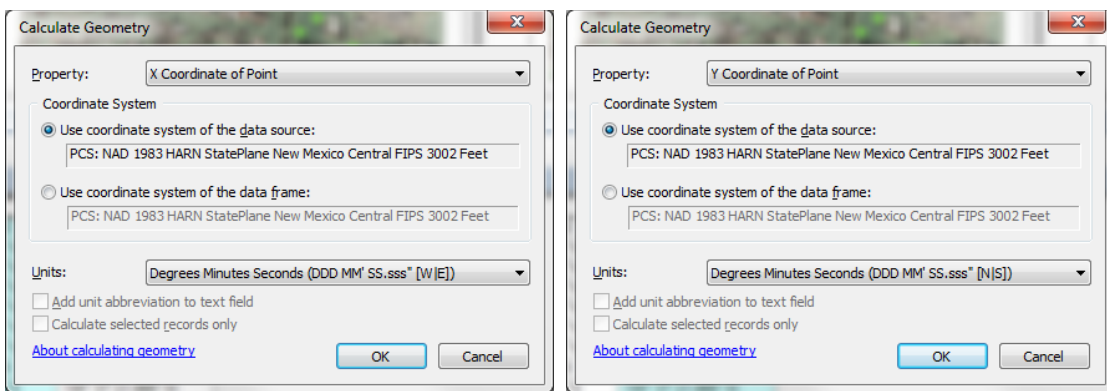 Calculate Geometry
X
Property:
X Coordinate of Point
Coordinate System
Use coordinate system of the data source:
PCS: NAD 1983 HARN StatePlane New Mexico Central FIPS 3002 Feet
Use coordinate system of the data frame:
PCS: NAD 1983 HARN StatePlane New Mexico Central FIPS 3002 Feet
Units:
Degrees Minutes Seconds (DDD MM' SS.sss" [W|E])
Add unit abbreviation to text field
Calculate selected records only
About calculating geometry
OK
Cancel
Calculate Geometry
X
Property:
Y Coordinate of Point
Coordinate System
Use coordinate system of the data source:
PCS: NAD 1983 HARN StatePlane New Mexico Central FIPS 3002 Feet
Use coordinate system of the data frame:
PCS: NAD 1983 HARN StatePlane New Mexico Central FIPS 3002 Feet
Units:
Degrees Minutes Seconds (DDD MM' SS.sss" [N|S])
Add unit abbreviation to text field
Calculate selected records only
About calculating geometry
OK
Cancel